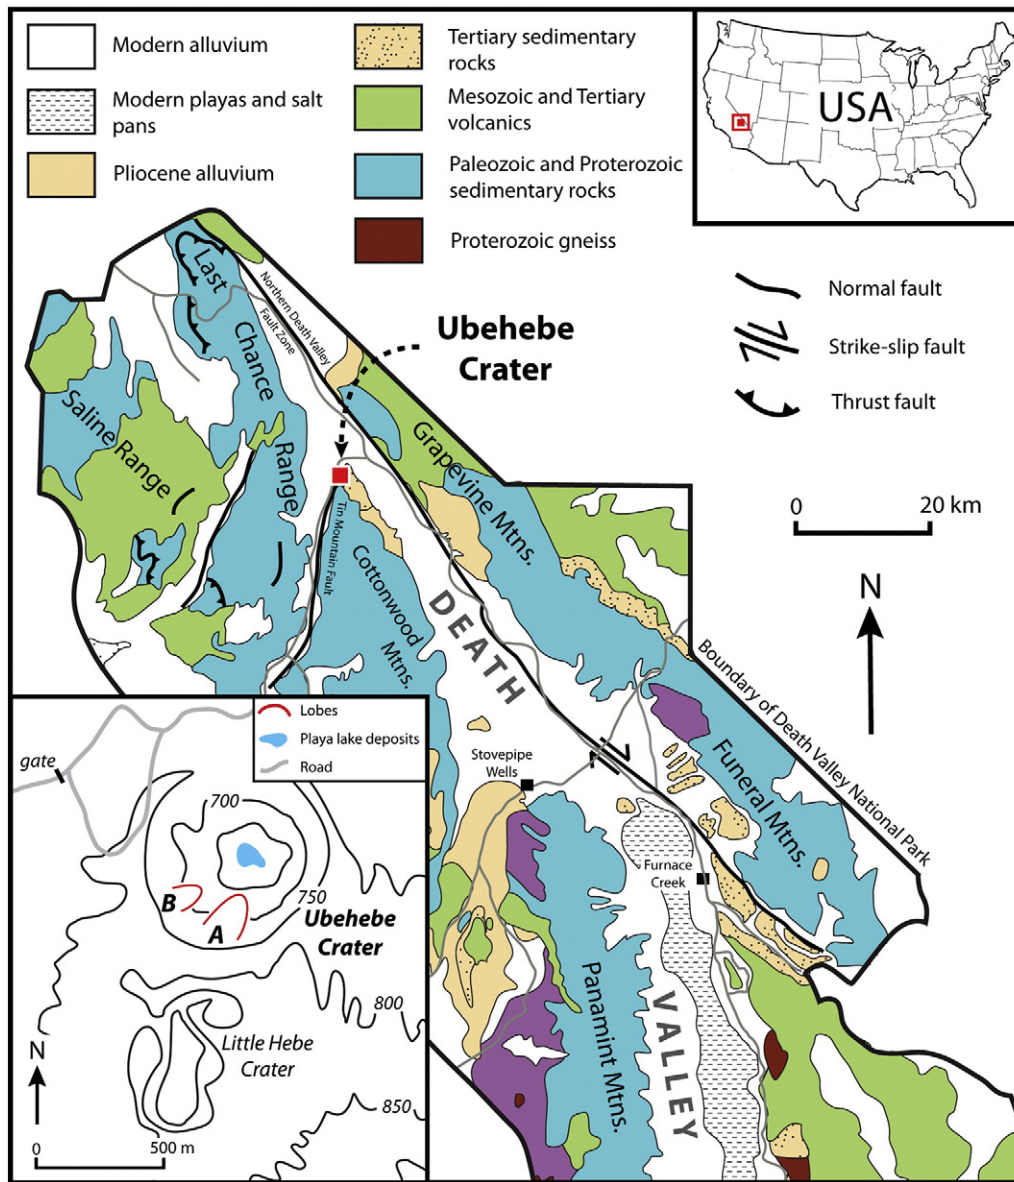 Modern alluvium
Modern playas and salt
pans
Pliocene alluvium
Tertiary sedimentary
rocks
Mesozoic and Tertiary
volcanics
Paleozoic and Proterozoic
sedimentary rocks
Proterozoic gneiss
USA
Normal fault
Strike-slip fault
Thrust fault
0 20 km
N
Ubehebe
Crater
Last
Chance
Range
Northern Death Valley
Fault Zone
Saline Range
Grapevine Mtns.
Tin Mountain Fault
Cottonwood
Mtns.
DEATH
VALLEY
Boundary of Death Valley National Park
Stovepipe
Wells
Funeral Mtns.
Furnace
Creek
Panamint Mtns.
Lobes
Playa lake deposits
Road
gate
700
750
B
A
Ubehebe
Crater
800
Little Hebe
Crater
850
N
0 500 m